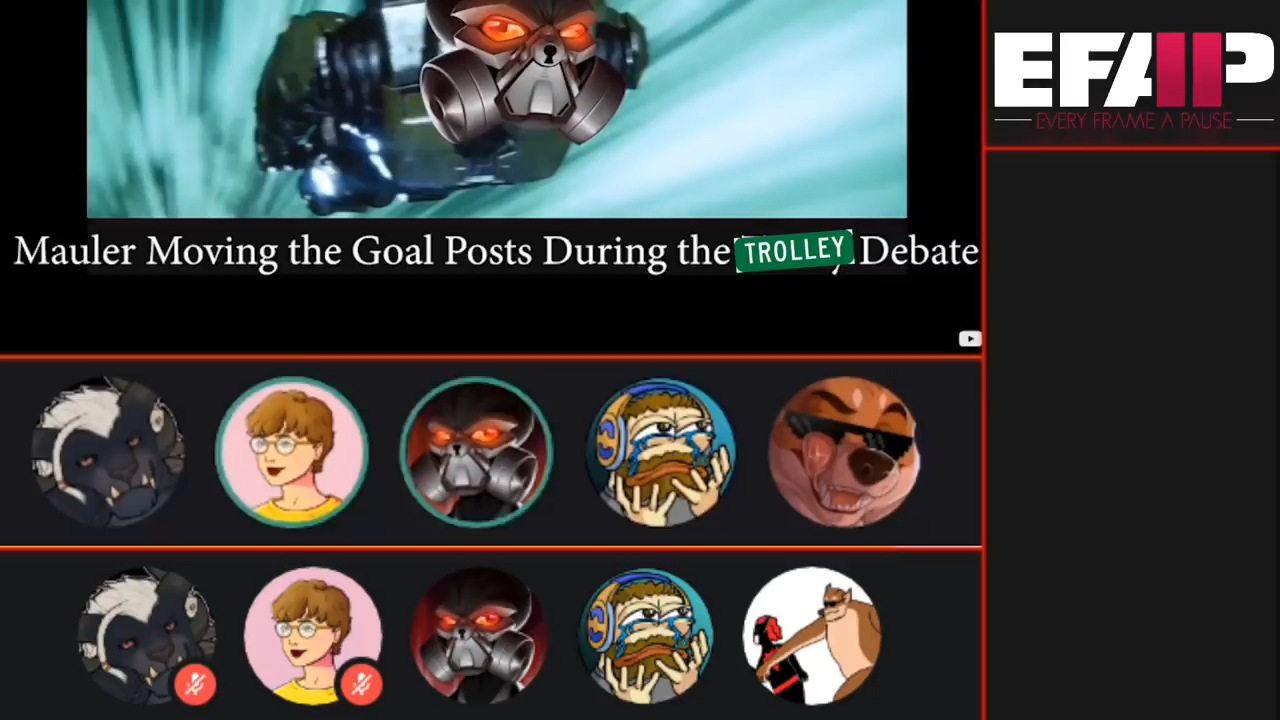 EFAP
EVERY FRAME A PAUSE
Mauler Moving the Goal Posts During the TROLLEY Debate